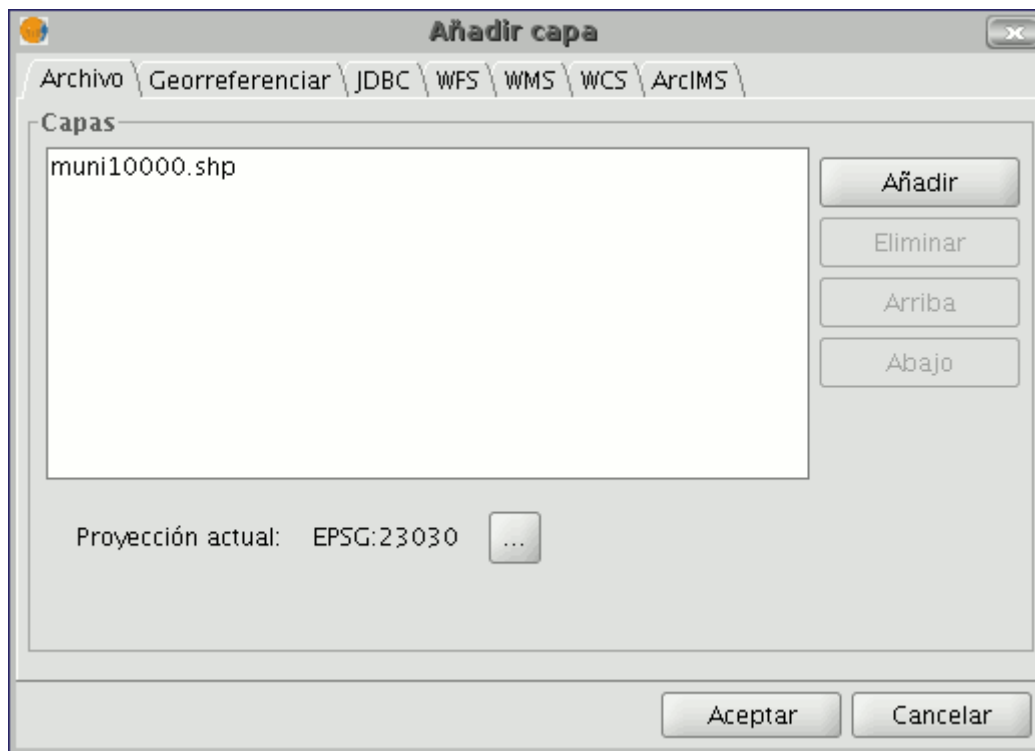 Añadir capa
Archivo Georreferenciar JDBC WFS WMS WCS ArcIMS
Capas
muni10000.shp
Añadir
Eliminar
Arriba
Abajo
Proyección actual: EPSG:23030 ...
Aceptar Cancelar